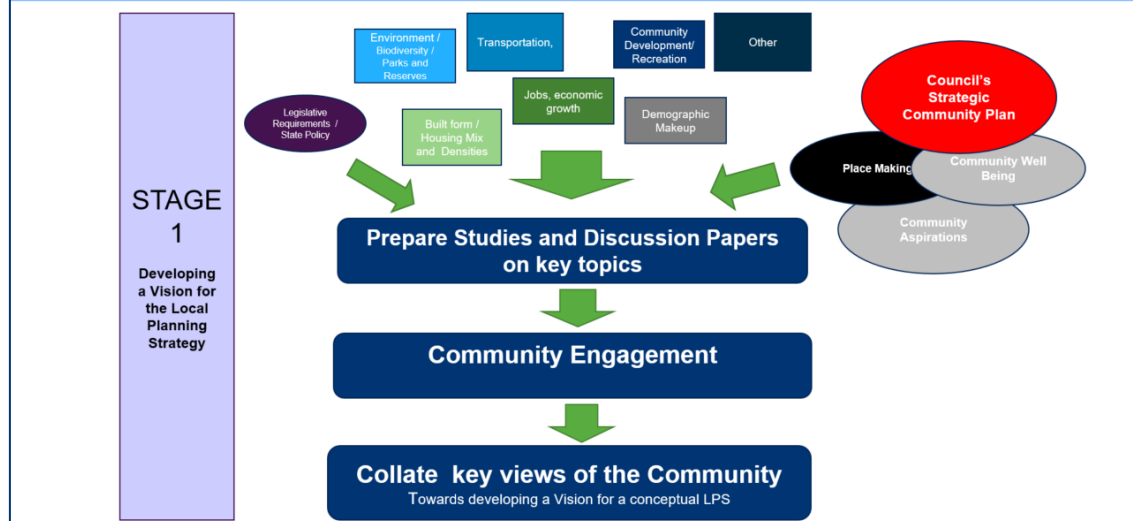 STAGE
1
Developing
a Vision for
the Local
Planning
Strategy
Legislative
Requirements /
State Policy
Environment /
Biodiversity /
Parks and
Reserves
Built form /
Housing Mix
and Densities
Transportation,
Jobs, economic
growth
Community
Development/
Recreation
Demographic
Makeup
Other
Council's
Strategic
Community Plan
Place Making
Community Well
Being
Community
Aspirations
Prepare Studies and Discussion Papers
on key topics
Community Engagement
Collate key views of the Community
Towards developing a Vision for a conceptual LPS